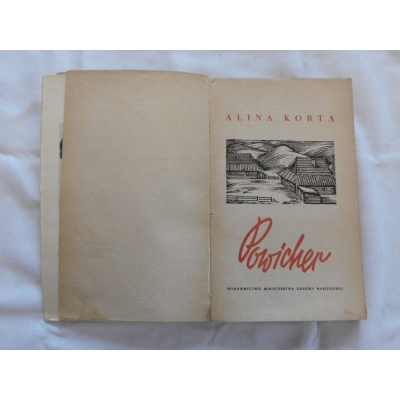 ALINA KORTA
Powicher
WYDAWNICTWO MINISTERSTWA OBRONY NARODOWEJ